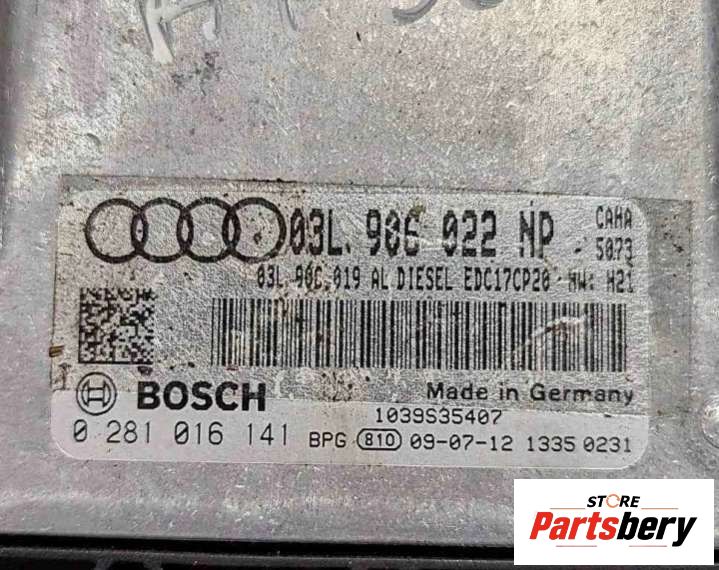 03L 906 022 NP CAHA
- 5073
03L 906 019 AL DIESEL EDC17CP20 HW: H21
BOSCH Made in Germany
1039S35407
0 281 016 141 BPG 810 09-07-12 1335 0231
STORE
Partsbery